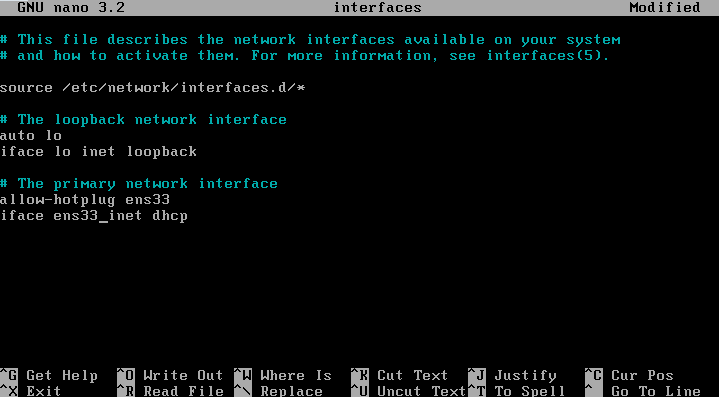 GNU nano 3.2 interfaces Modified
# This file describes the network interfaces available on your system
# and how to activate them. For more information, see interfaces(5).
source /etc/network/interfaces.d/*
# The loopback network interface
auto lo
iface lo inet loopback
# The primary network interface
allow-hotplug ens33
iface ens33_inet dhcp
^G Get Help ^O Write Out ^W Where Is ^K Cut Text ^J Justify ^C Cur Pos
^X Exit ^R Read File ^\ Replace ^U Uncut Text ^T To Spell ^_ Go To Line